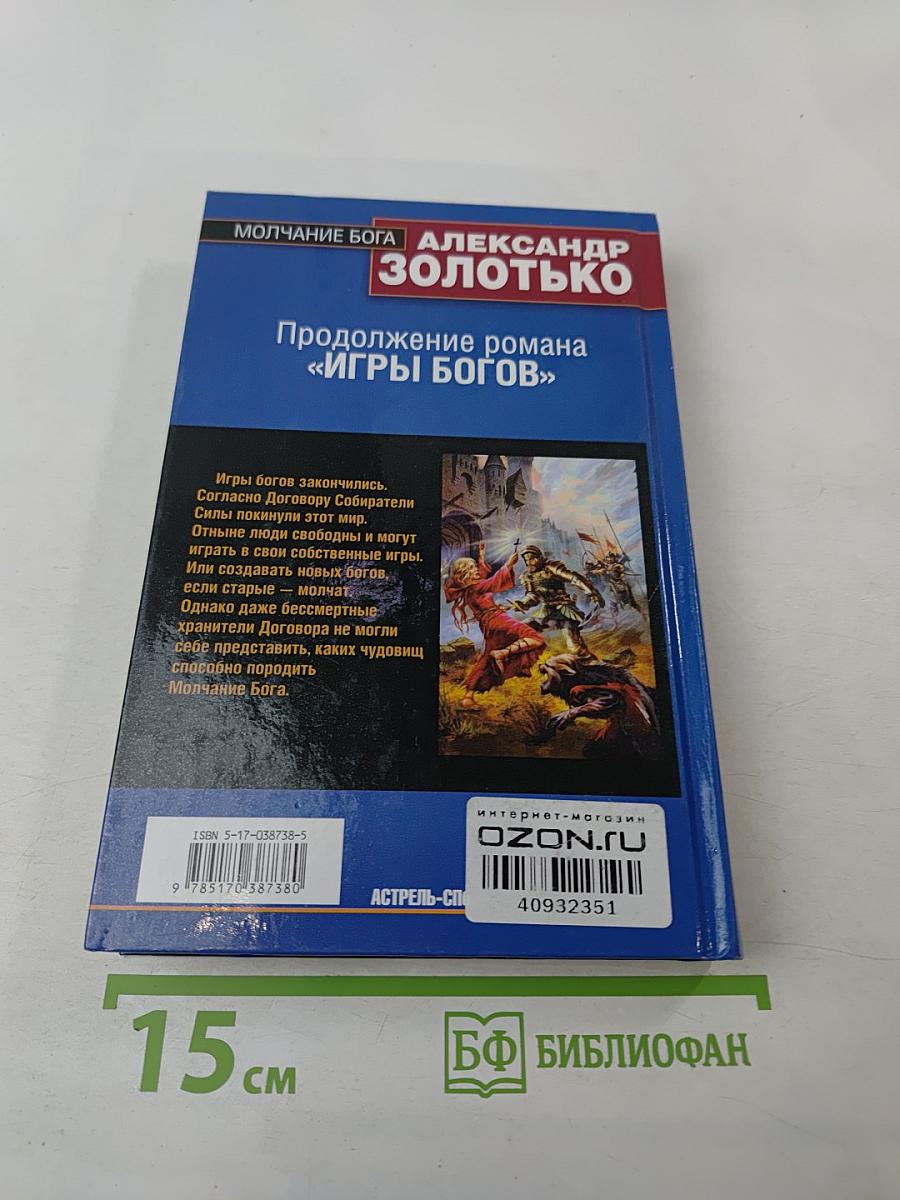 МОЛЧАНИЕ БОГА
АЛЕКСАНДР
ЗОЛОТЬКО
Продолжение романа
«ИГРЫ БОГОВ»
Игры богов закончились.
Согласно Договору Собиратели
Силы покинули этот мир.
Отныне люди свободны и могут
играть в свои собственные игры.
Или создавать новых богов,
если старые — молчат.
Однако даже бессмертные
хранители Договора не могли
себе представить, каких чудовищ
способно породить
Молчание Бога.
ISBN 5-17-038738-5
9 785170 387380
АСТРЕЛЬ-СПб
интернет-магазин
OZON.ru
40932351
15 см
БФ БИБЛИОФАН